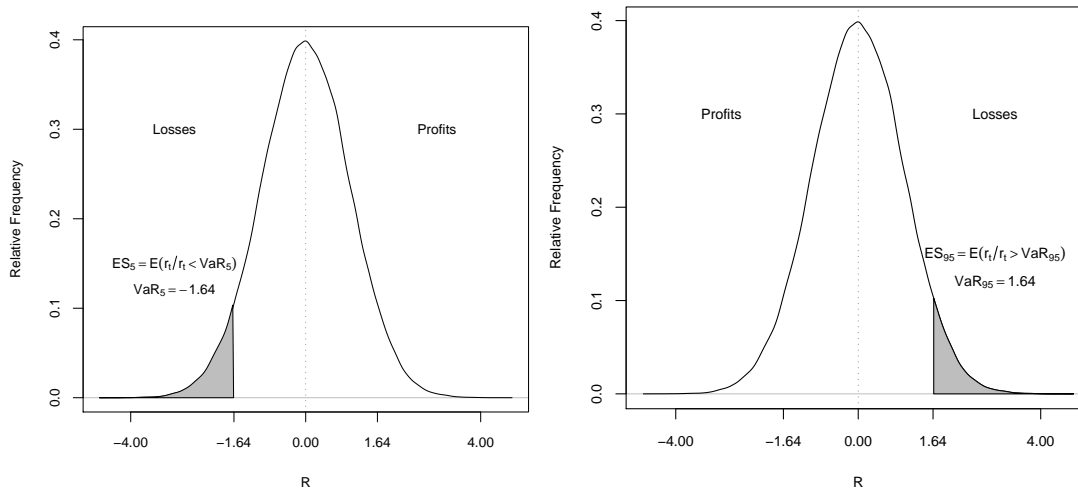 Relative Frequency
0.0
0.1
0.2
0.3
0.4
Losses
Profits
ES₅ = E(rₜ/rₜ < VaR₅)
VaR₅ = −1.64
−4.00
−1.64
0.00
1.64
4.00
R
Relative Frequency
0.0
0.1
0.2
0.3
0.4
Profits
Losses
ES₉₅ = E(rₜ/rₜ > VaR₉₅)
VaR₉₅ = 1.64
−4.00
−1.64
0.00
1.64
4.00
R